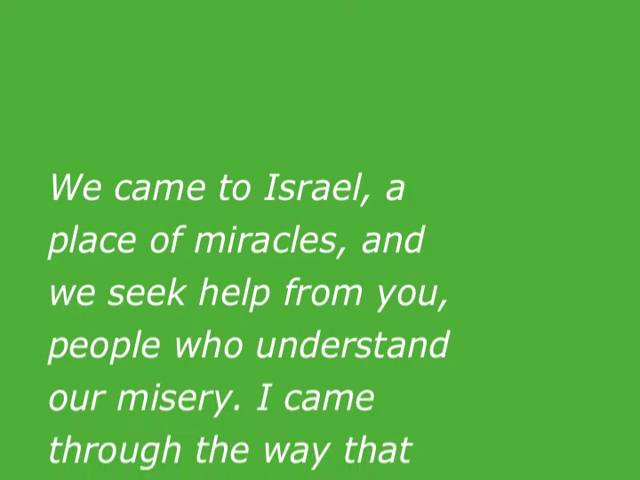 We came to Israel, a
place of miracles, and
we seek help from you,
people who understand
our misery. I came
through the way that